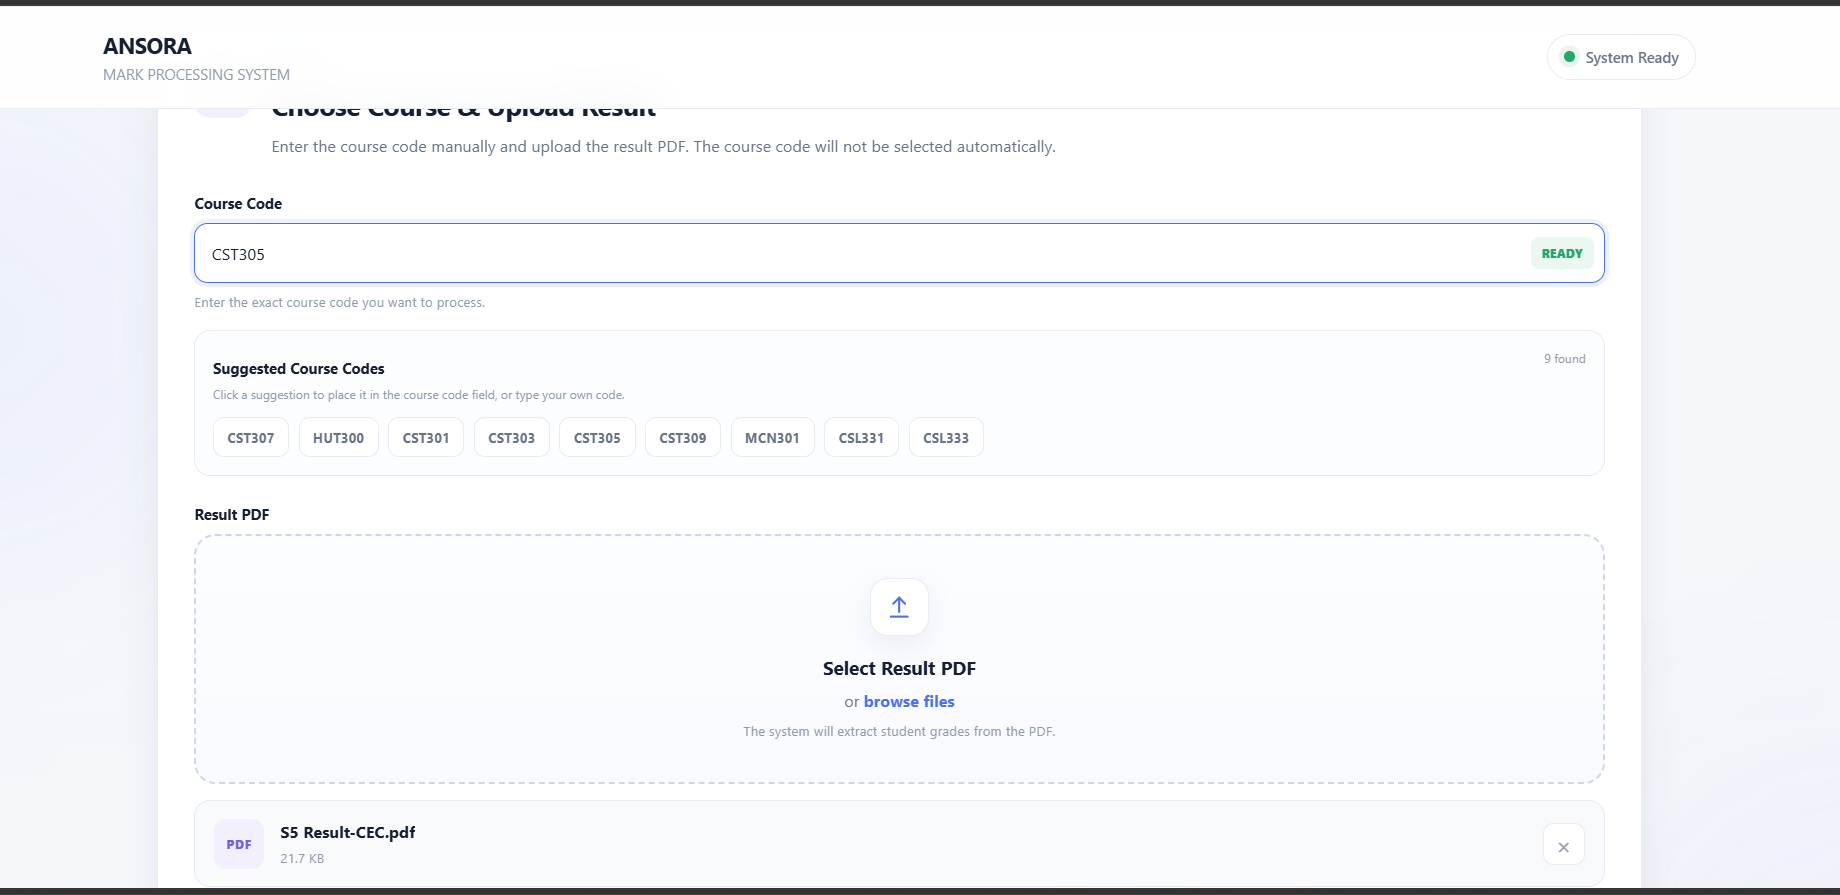 ANSORA
MARK PROCESSING SYSTEM
System Ready
Choose Course & Upload Result
Enter the course code manually and upload the result PDF. The course code will not be selected automatically.
Course Code
CST305
READY
Enter the exact course code you want to process.
Suggested Course Codes
9 found
Click a suggestion to place it in the course code field, or type your own code.
CST307 HUT300 CST301 CST303 CST305 CST309 MCN301 CSL331 CSL333
Result PDF
Select Result PDF
or browse files
The system will extract student grades from the PDF.
PDF
S5 Result-CEC.pdf
21.7 KB